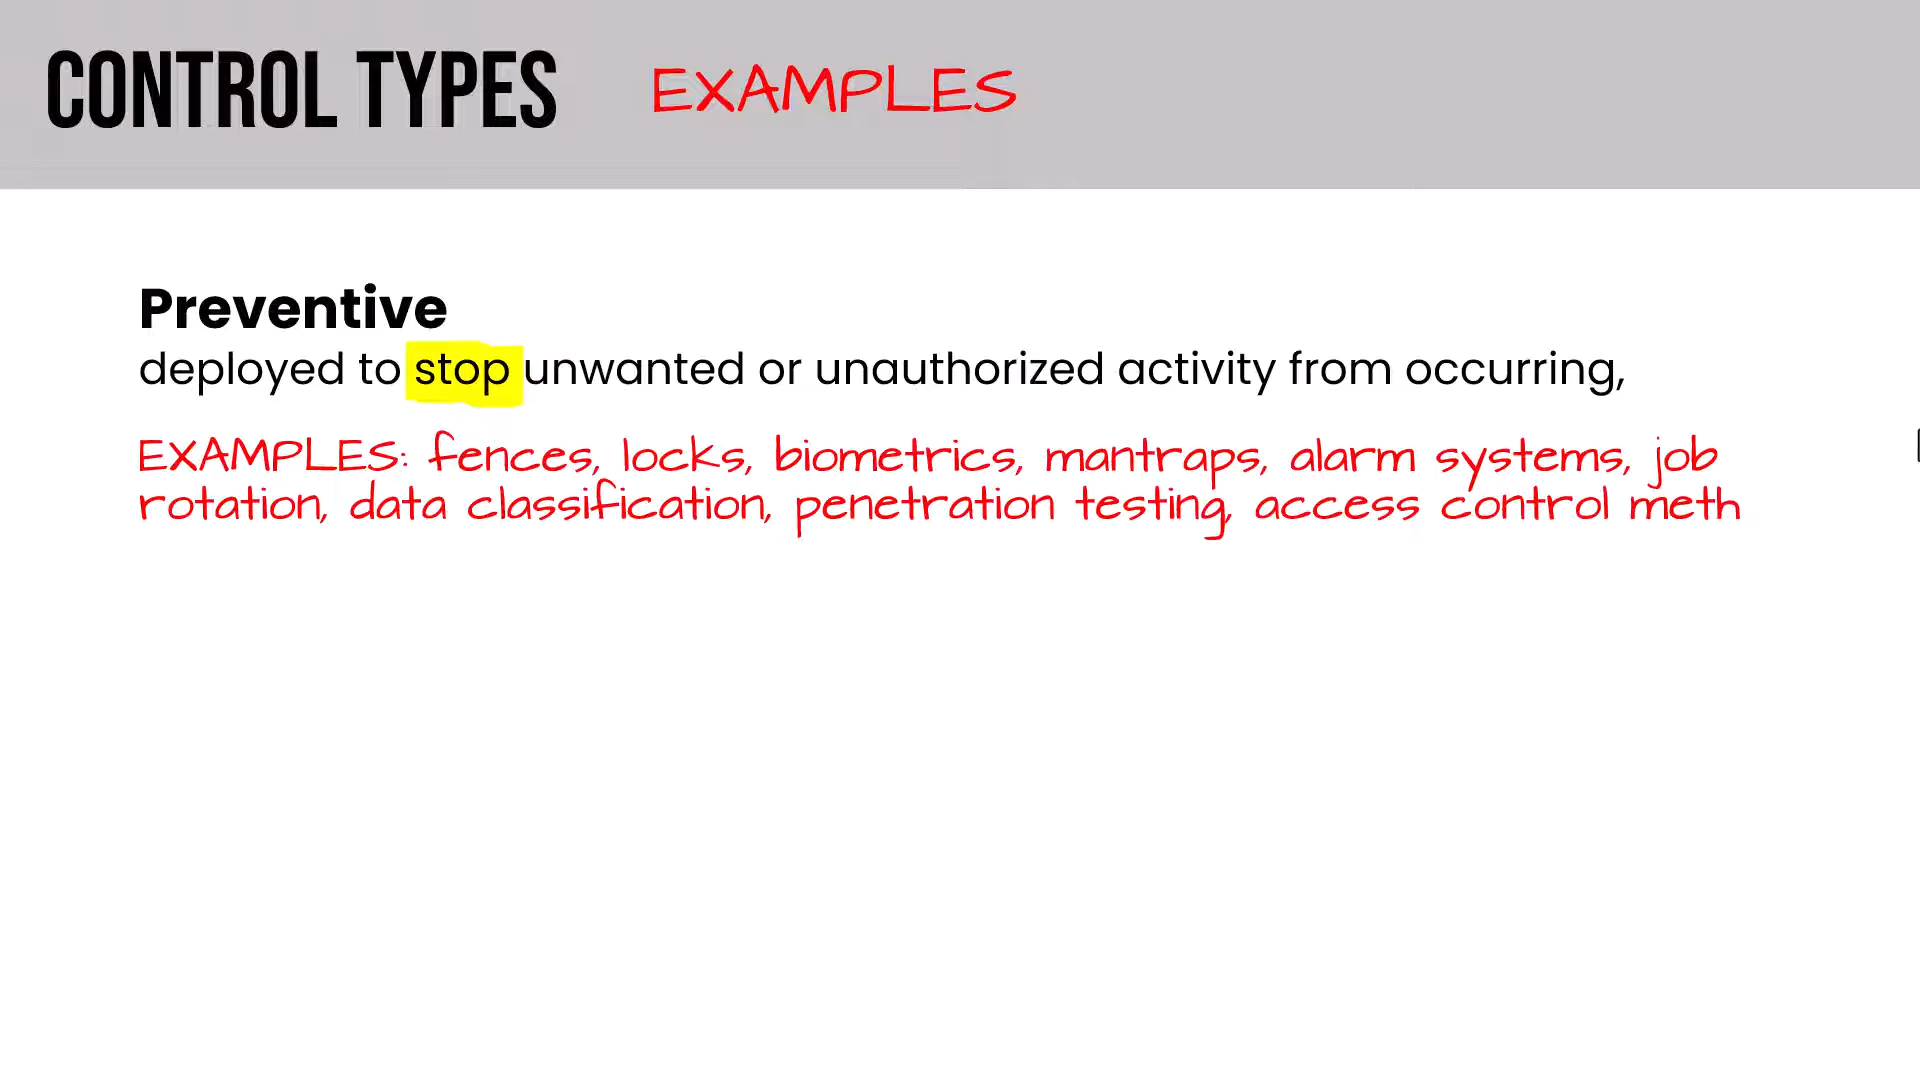 CONTROL TYPES EXAMPLES
Preventive
deployed to stop unwanted or unauthorized activity from occurring,
EXAMPLES: fences, locks, biometrics, mantraps, alarm systems, job
rotation, data classification, penetration testing, access control meth